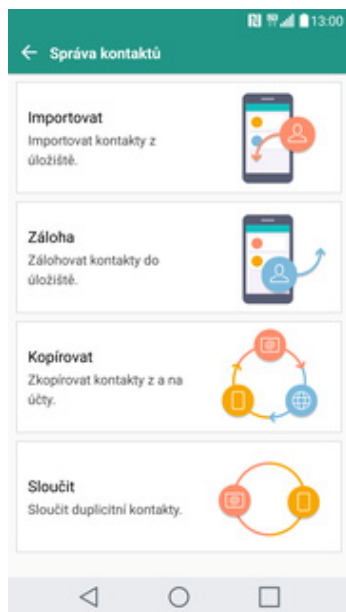 13:00
Správa kontaktů
Importovat
Importovat kontakty z
úložiště.
Záloha
Zálohovat kontakty do
úložiště.
Kopírovat
Zkopírovat kontakty z a na
účty.
Sloučit
Sloučit duplicitní kontakty.